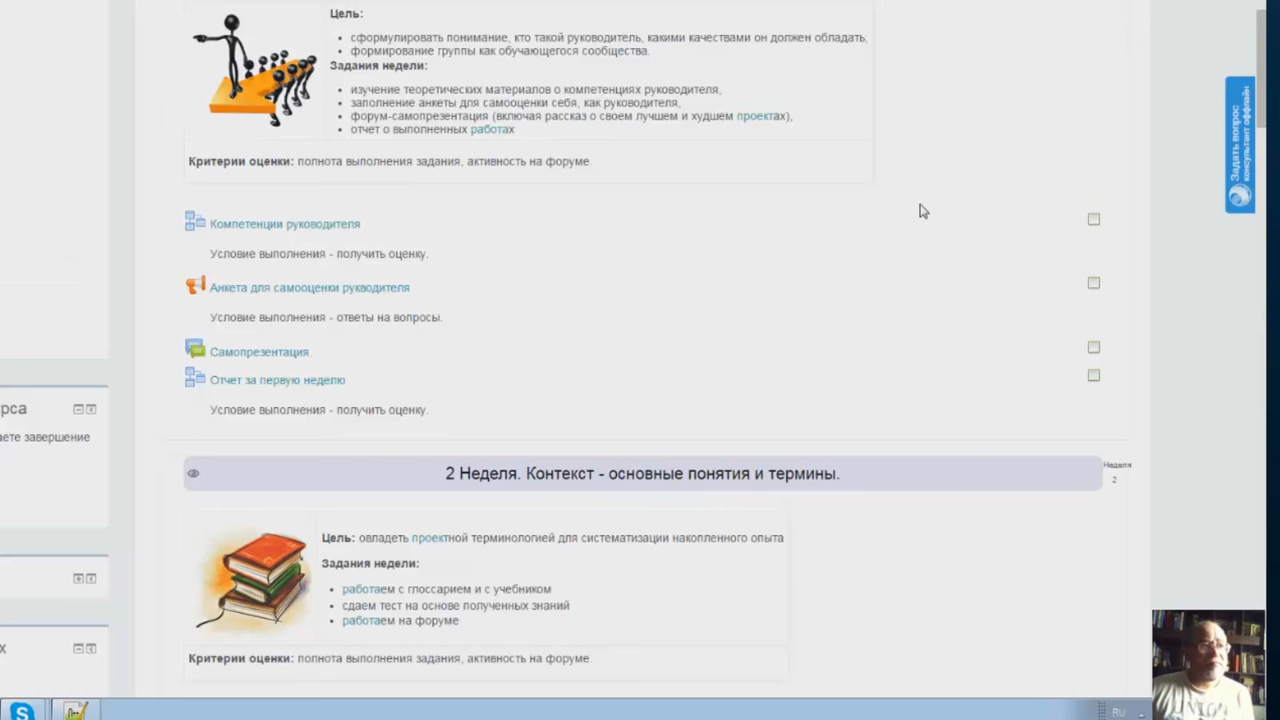 Цель:
сформулировать понимание, кто такой руководитель, какими качествами он должен обладать;
формирование группы как обучающегося сообщества.
Задания недели:
изучение теоретических материалов о компетенциях руководителя,
заполнение анкеты для самооценки себя, как руководителя,
форум-самопрезентация (включая рассказ о своем лучшем и худшем проектах),
отчет о выполненных работах
Критерии оценки: полнота выполнения задания, активность на форуме.
Задать вопрос
консультант оффлайн
Компетенции руководителя
Условие выполнения - получить оценку.
Анкета для самооценки рукводителя
Условие выполнения - ответы на вопросы.
Самопрезентация.
Отчет за первую неделю
Условие выполнения - получить оценку.
рса
аете завершение
2 Неделя. Контекст - основные понятия и термины.
Неделя
2
Цель: овладеть проектной терминологией для систематизации накопленного опыта
Задания недели:
работаем с глоссарием и с учебником
сдаем тест на основе полученных знаний
работаем на форуме
х
Критерии оценки: полнота выполнения задания, активность на форуме.
RU